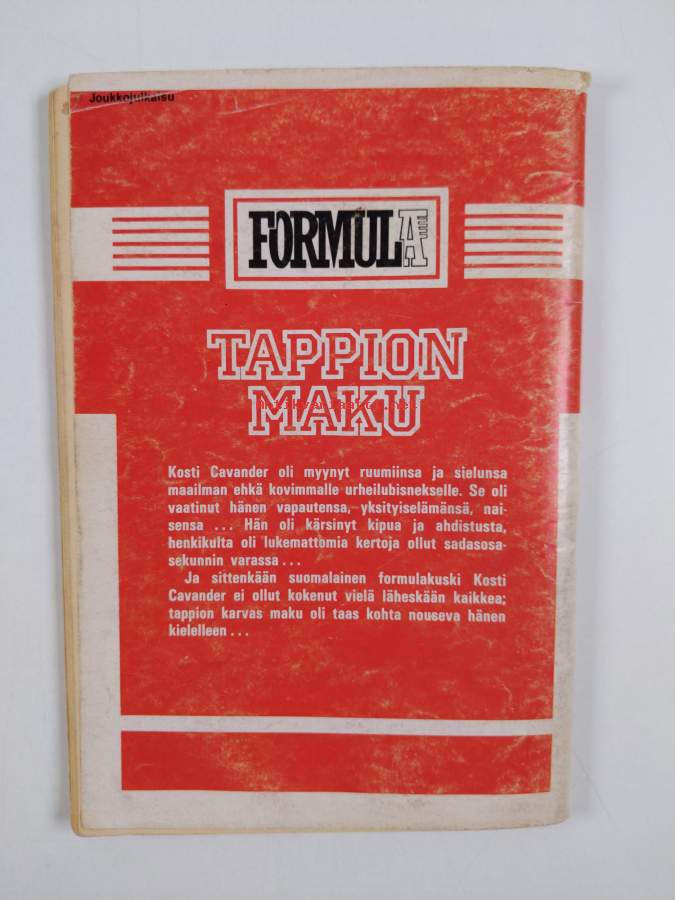 Joukkojulkaisu
FORMULA
TAPPION
MAKU
Kosti Cavander oli myynyt ruumiinsa ja sielunsa
maailman ehkä kovimmalle urheilubisnekselle. Se oli
vaatinut hänen vapautensa, yksityiselämänsä, nai-
sensa ... Hän oli kärsinyt kipua ja ahdistusta,
henkikulta oli lukemattomia kertoja ollut sadasosa-
sekunnin varassa ...
Ja sittenkään suomalainen formulakuski Kosti
Cavander ei ollut kokenut vielä läheskään kaikkea;
tappion karvas maku oli taas kohta nouseva hänen
kielelleen ...